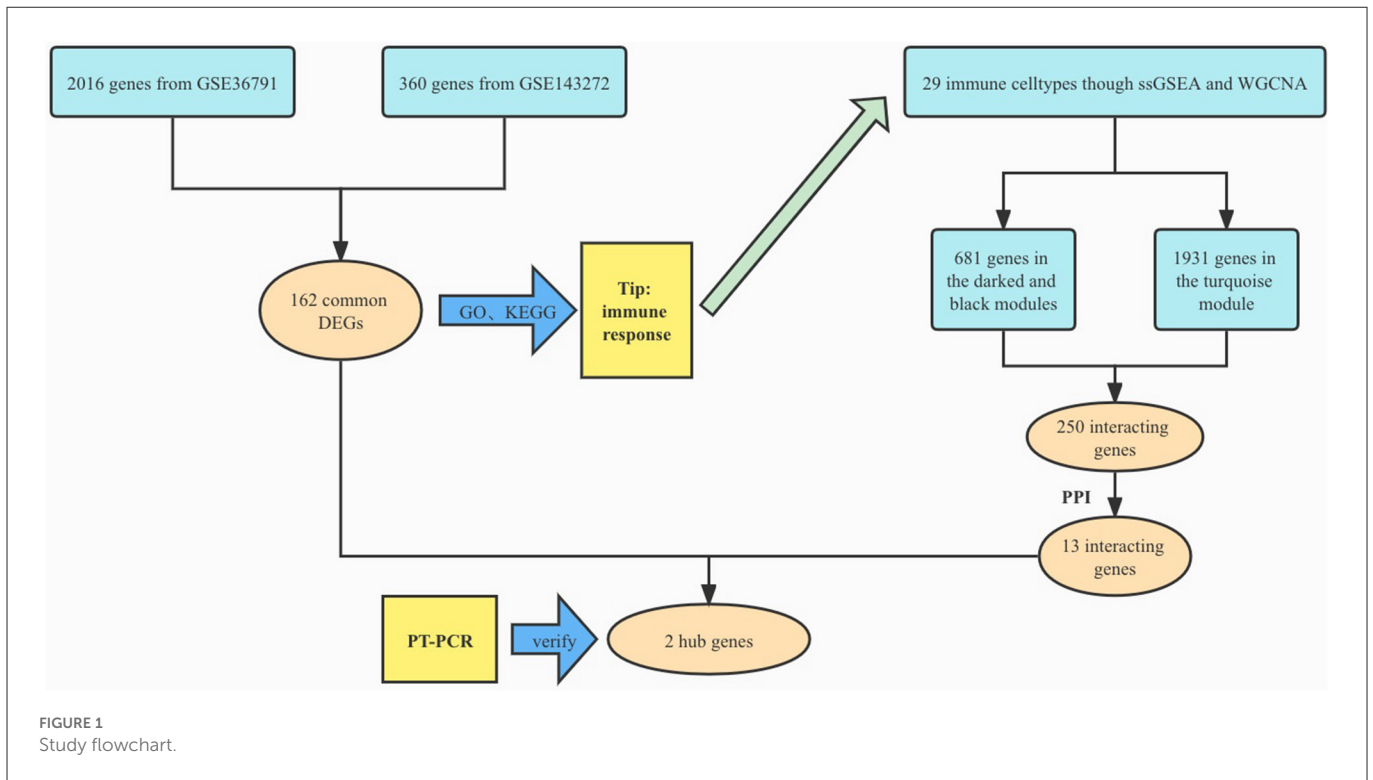 2016 genes from GSE36791
360 genes from GSE143272
29 immune celltypes though ssGSEA and WGCNA
162 common
DEGs
GO、KEGG
Tip:
immune
response
681 genes in
the darked and
black modules
1931 genes in
the turquoise
module
250 interacting
genes
PPI
13 interacting
genes
PT-PCR
verify
2 hub genes
FIGURE 1
Study flowchart.